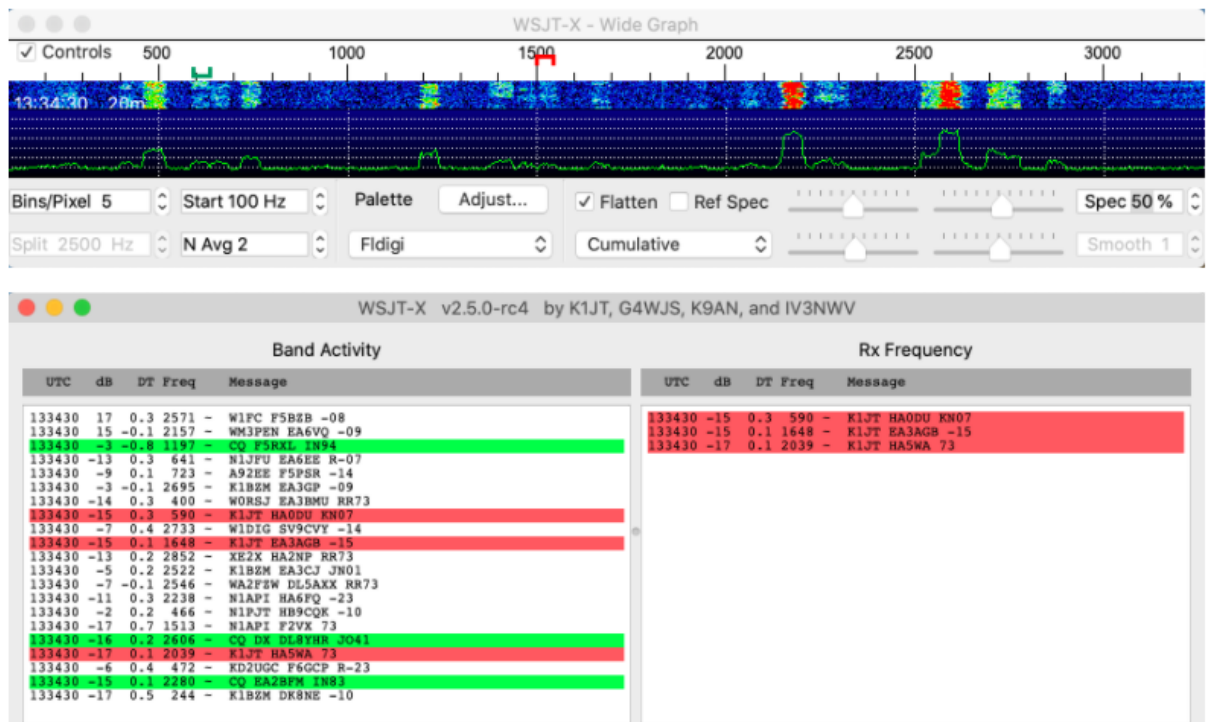 WSJT-X - Wide Graph
Controls 500 1000 1500 2000 2500 3000
13:34:30 20m
Bins/Pixel 5 Start 100 Hz Palette Adjust... Flatten Ref Spec Spec 50 %
Split 2500 Hz N Avg 2 Fldigi Cumulative Smooth 1
WSJT-X v2.5.0-rc4 by K1JT, G4WJS, K9AN, and IV3NWV
Band Activity
UTC dB DT Freq Message
133430 17 0.3 2571 ~ W1FC F5BZB -08
133430 15 -0.1 2157 ~ WM3PEN EA6VQ -09
133430 -3 -0.8 1197 ~ CQ F5RXL IN94
133430 -13 0.3 641 ~ N1JFU EA6EE R-07
133430 -9 0.1 723 ~ A92EE F5PSR -14
133430 -3 -0.1 2695 ~ K1BZM EA3GP -09
133430 -14 0.3 400 ~ W0RSJ EA3BMU RR73
133430 -15 0.3 590 ~ K1JT HA0DU KN07
133430 -7 0.4 2733 ~ W1DIG SV9CVY -14
133430 -15 0.1 1648 ~ K1JT EA3AGB -15
133430 -13 0.2 2852 ~ XE2X HA2NP RR73
133430 -5 0.2 2522 ~ K1BZM EA3CJ JN01
133430 -7 -0.1 2546 ~ WA2FZW DL5AXX RR73
133430 -11 0.3 2238 ~ N1API HA6FQ -23
133430 -2 0.2 466 ~ N1PJT HB9CQK -10
133430 -17 0.7 1513 ~ N1API F2VX 73
133430 -16 0.2 2606 ~ CQ DX DL8YHR JO41
133430 -17 0.1 2039 ~ K1JT HA5WA 73
133430 -6 0.4 472 ~ KD2UGC F6GCP R-23
133430 -15 0.1 2280 ~ CQ EA2BFM IN83
133430 -17 0.5 244 ~ K1BZM DK8NE -10
Rx Frequency
UTC dB DT Freq Message
133430 -15 0.3 590 ~ K1JT HA0DU KN07
133430 -15 0.1 1648 ~ K1JT EA3AGB -15
133430 -17 0.1 2039 ~ K1JT HA5WA 73